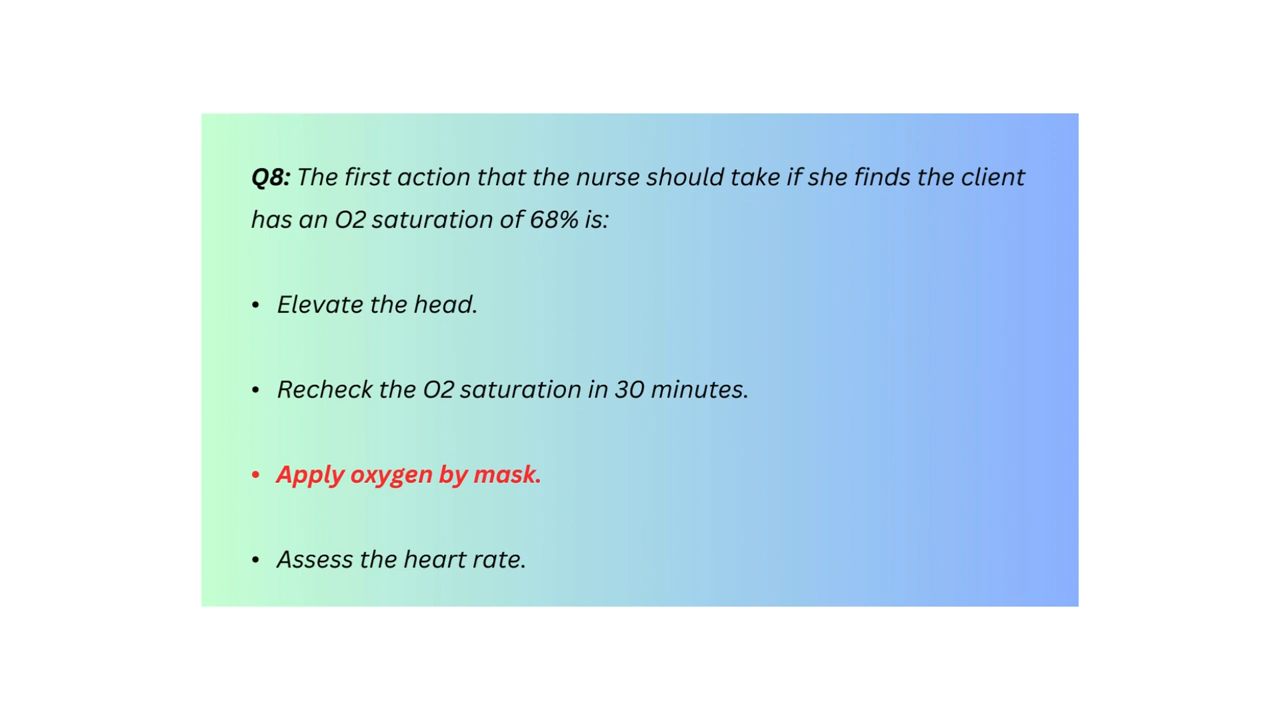 Q8: The first action that the nurse should take if she finds the client
has an O2 saturation of 68% is:
• Elevate the head.
• Recheck the O2 saturation in 30 minutes.
• Apply oxygen by mask.
• Assess the heart rate.